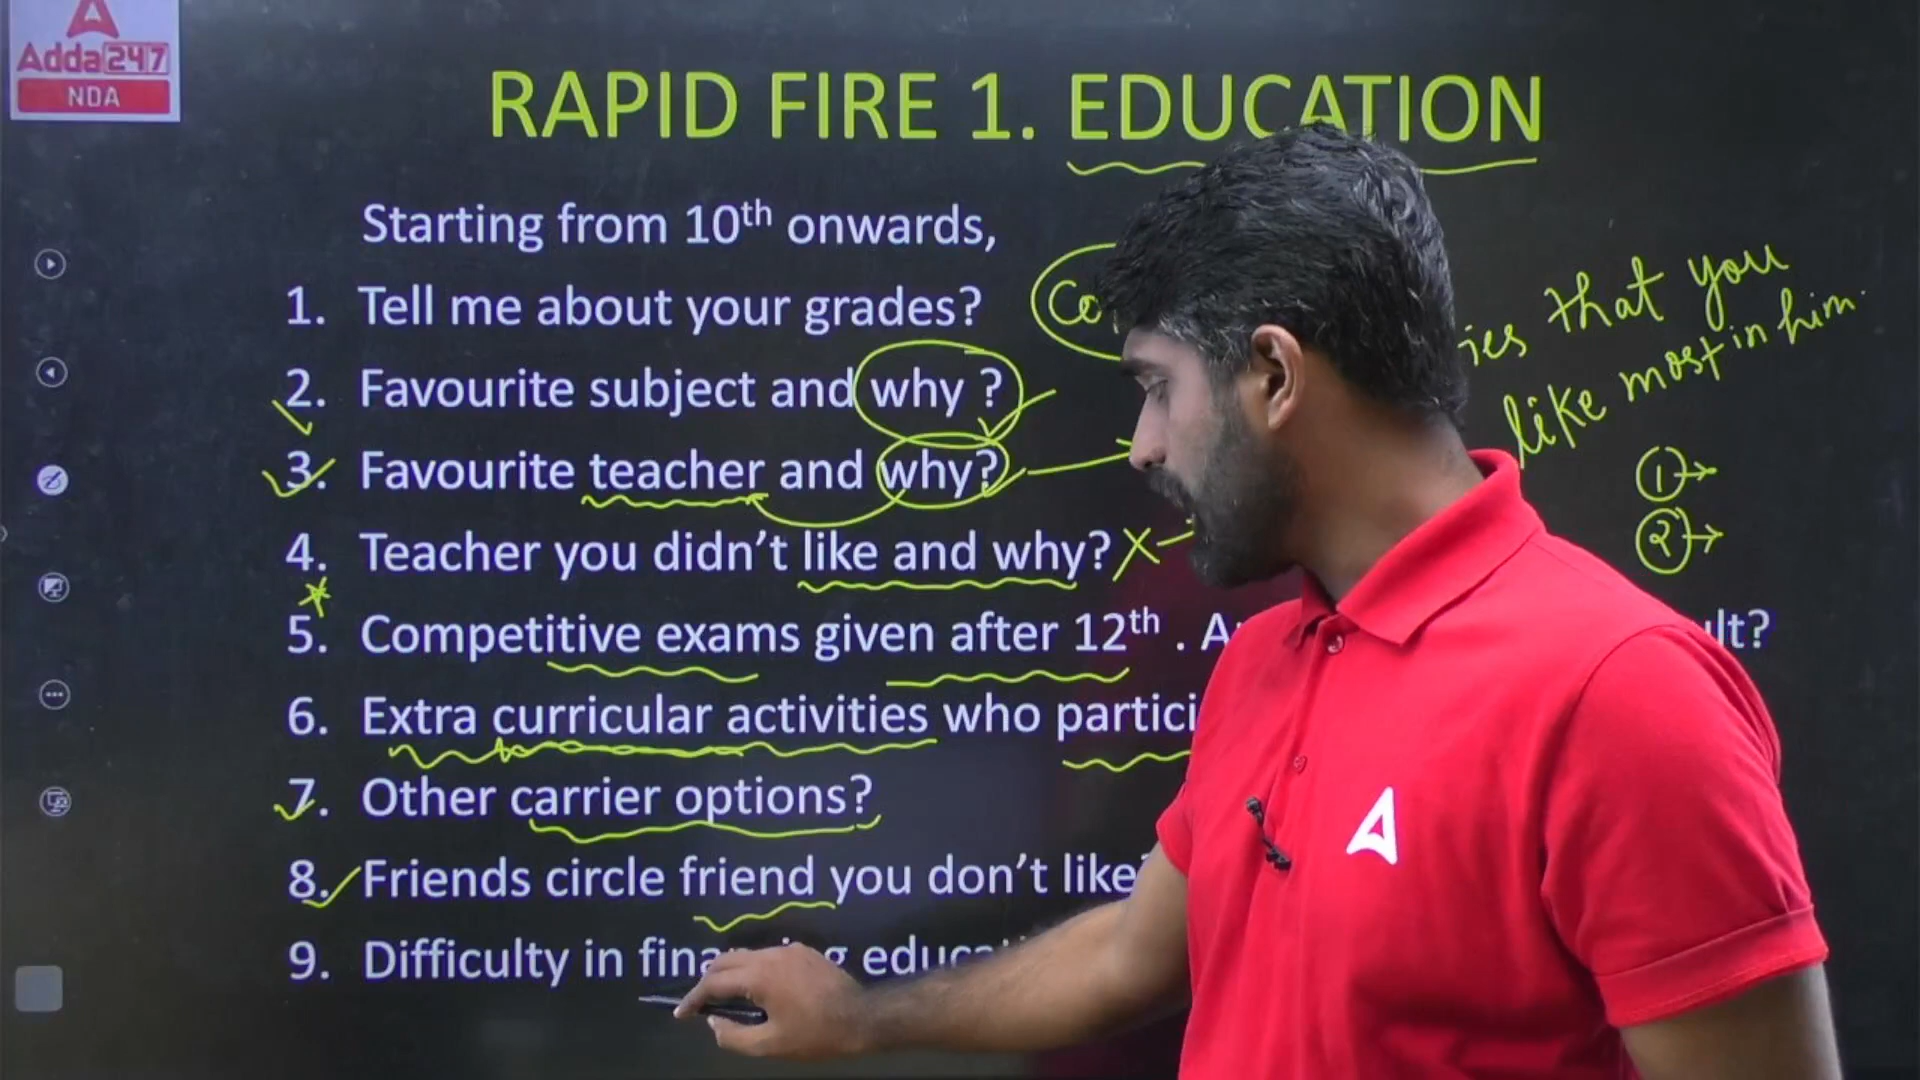 Adda247
NDA
RAPID FIRE 1. EDUCATION
Starting from 10th onwards,
1. Tell me about your grades?
2. Favourite subject and why ?
3. Favourite teacher and why?
4. Teacher you didn't like and why?
5. Competitive exams given after 12th .
6. Extra curricular activities who
7. Other carrier options?
8. Friends circle friend you don't like
9. Difficulty in
that you
like most in him.
1
2